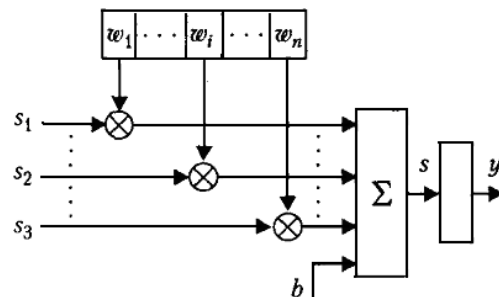 w₁ · · · · wᵢ · · · wₙ
s₁
s₂
s₃
Σ
s
y
b